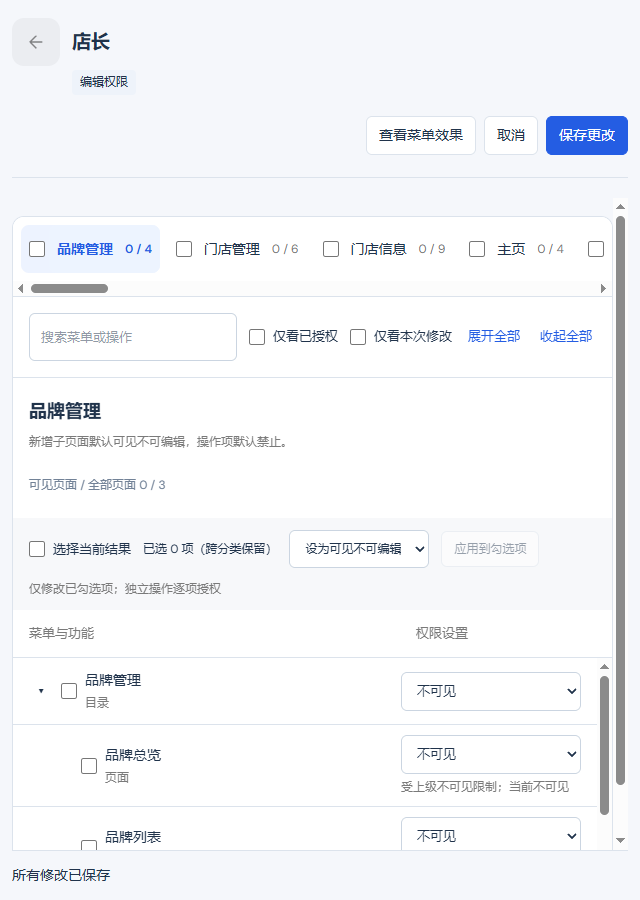 店长
编辑权限
查看菜单效果 取消 保存更改
品牌管理 0 / 4 门店管理 0 / 6 门店信息 0 / 9 主页 0 / 4
搜索菜单或操作 仅看已授权 仅看本次修改 展开全部 收起全部
品牌管理
新增子页面默认可见不可编辑，操作项默认禁止。
可见页面 / 全部页面 0 / 3
选择当前结果 已选 0 项（跨分类保留） 设为可见不可编辑 应用到勾选项
仅修改已勾选项；独立操作逐项授权
菜单与功能 权限设置
品牌管理 不可见
目录
品牌总览 不可见
页面 受上级不可见限制；当前不可见
品牌列表 不可见
所有修改已保存